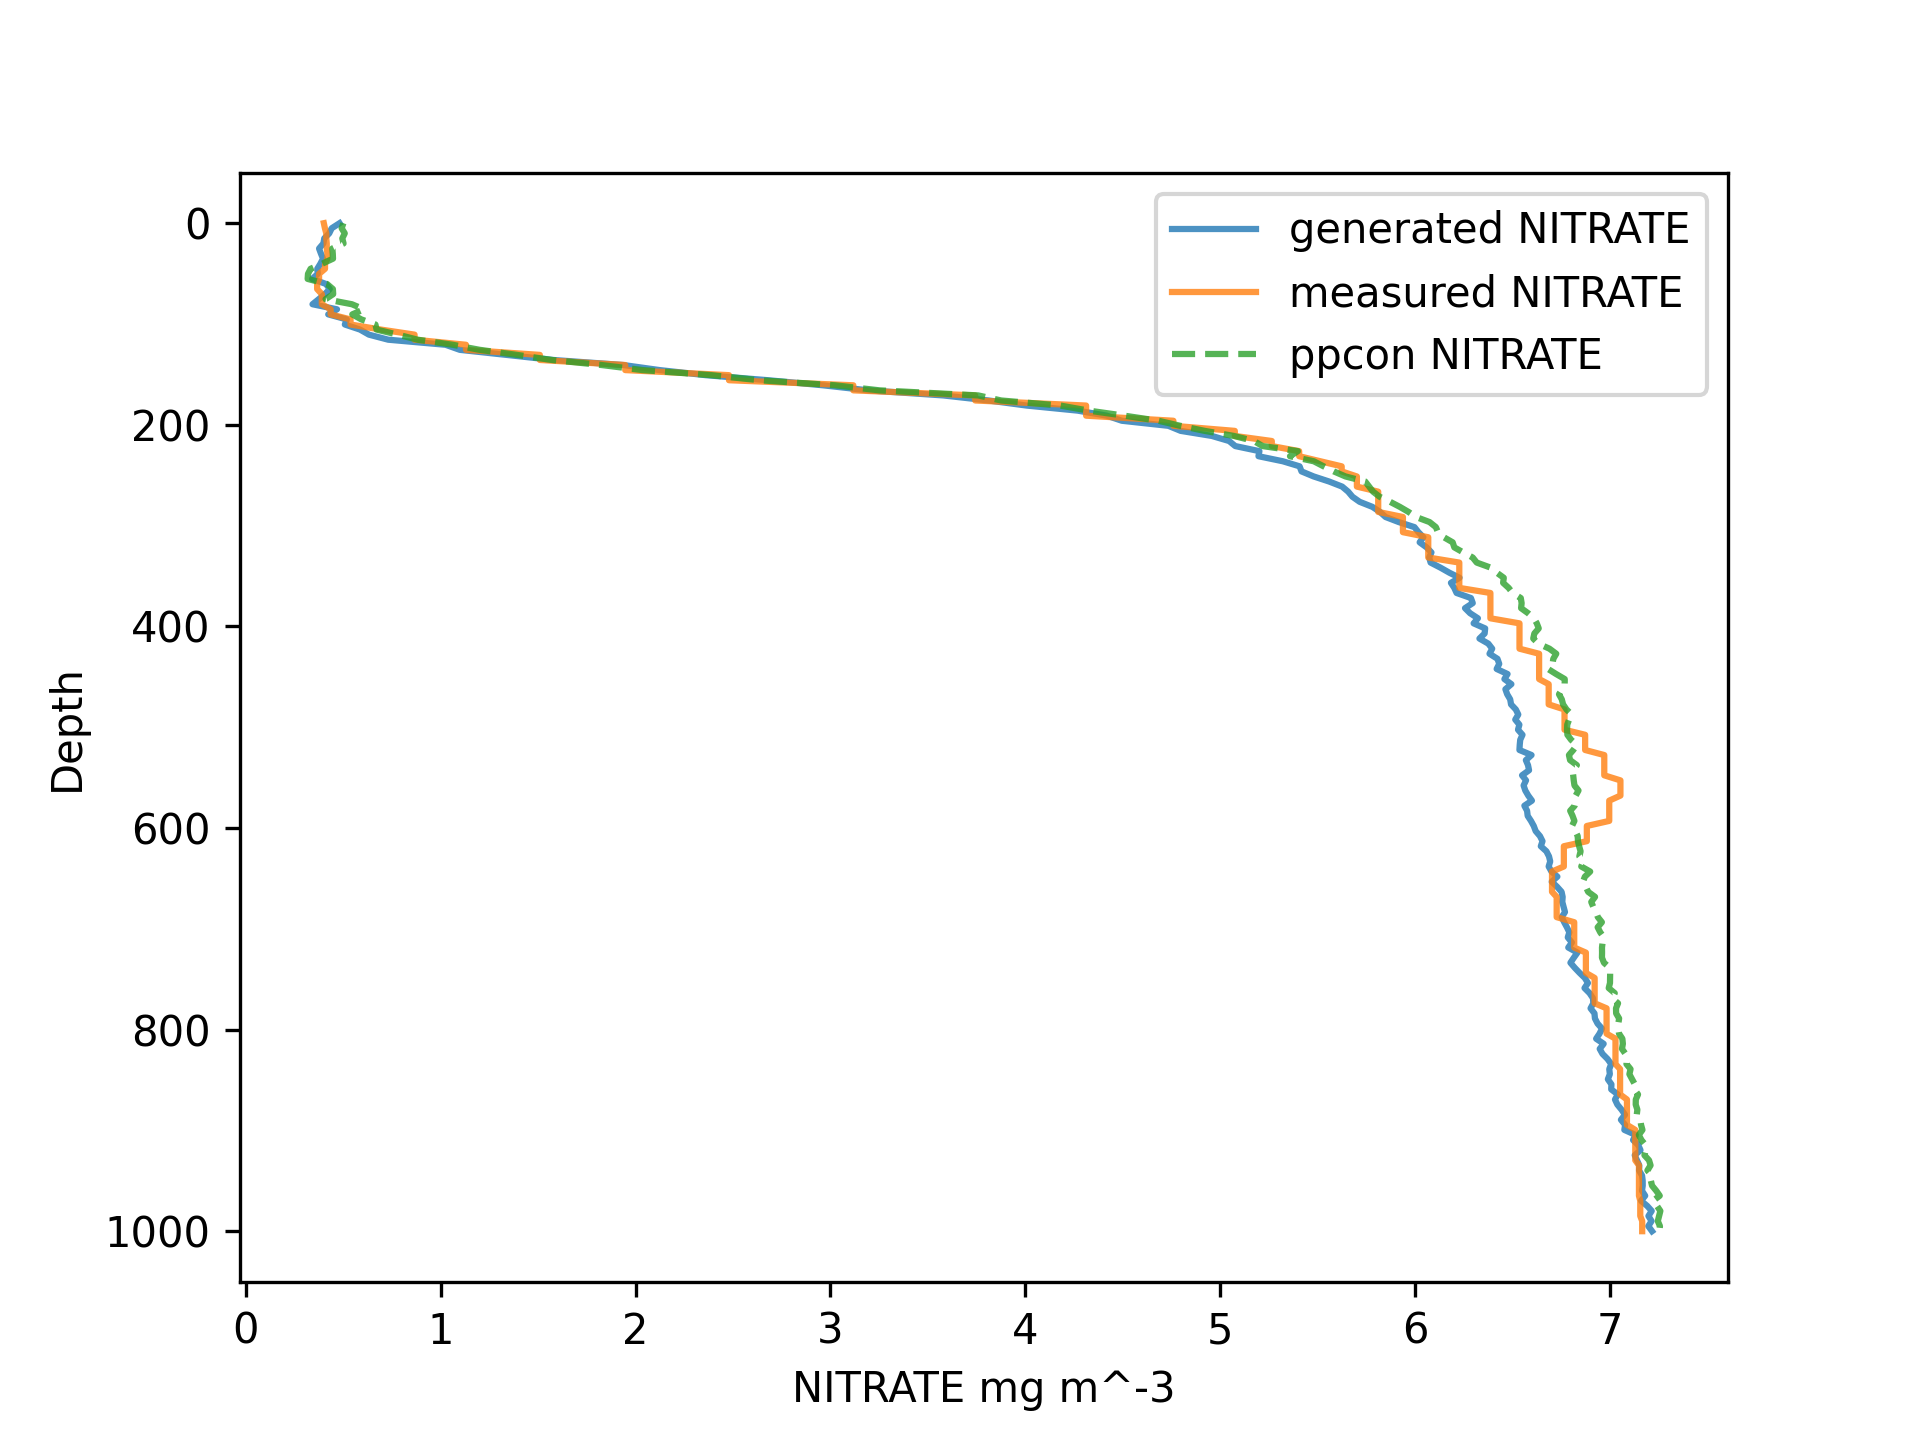 generated NITRATE
measured NITRATE
ppcon NITRATE
0
200
400
600
800
1000
Depth
0 1 2 3 4 5 6 7
NITRATE mg m^-3